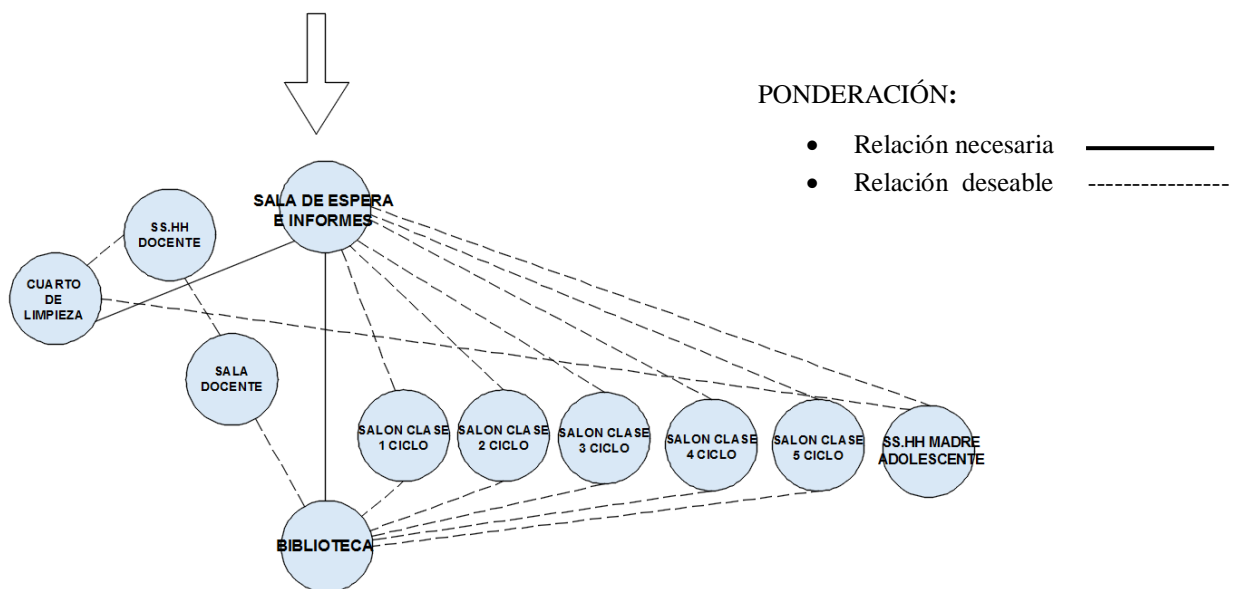 PONDERACIÓN:
• Relación necesaria
• Relación deseable
SALA DE ESPERA
E INFORMES
SS.HH
DOCENTE
CUARTO
DE
LIMPIEZA
SALA
DOCENTE
SALON CLASE
1 CICLO
SALON CLASE
2 CICLO
SALON CLASE
3 CICLO
SALON CLASE
4 CICLO
SALON CLASE
5 CICLO
SS.HH MADRE
ADOLESCENTE
BIBLIOTECA